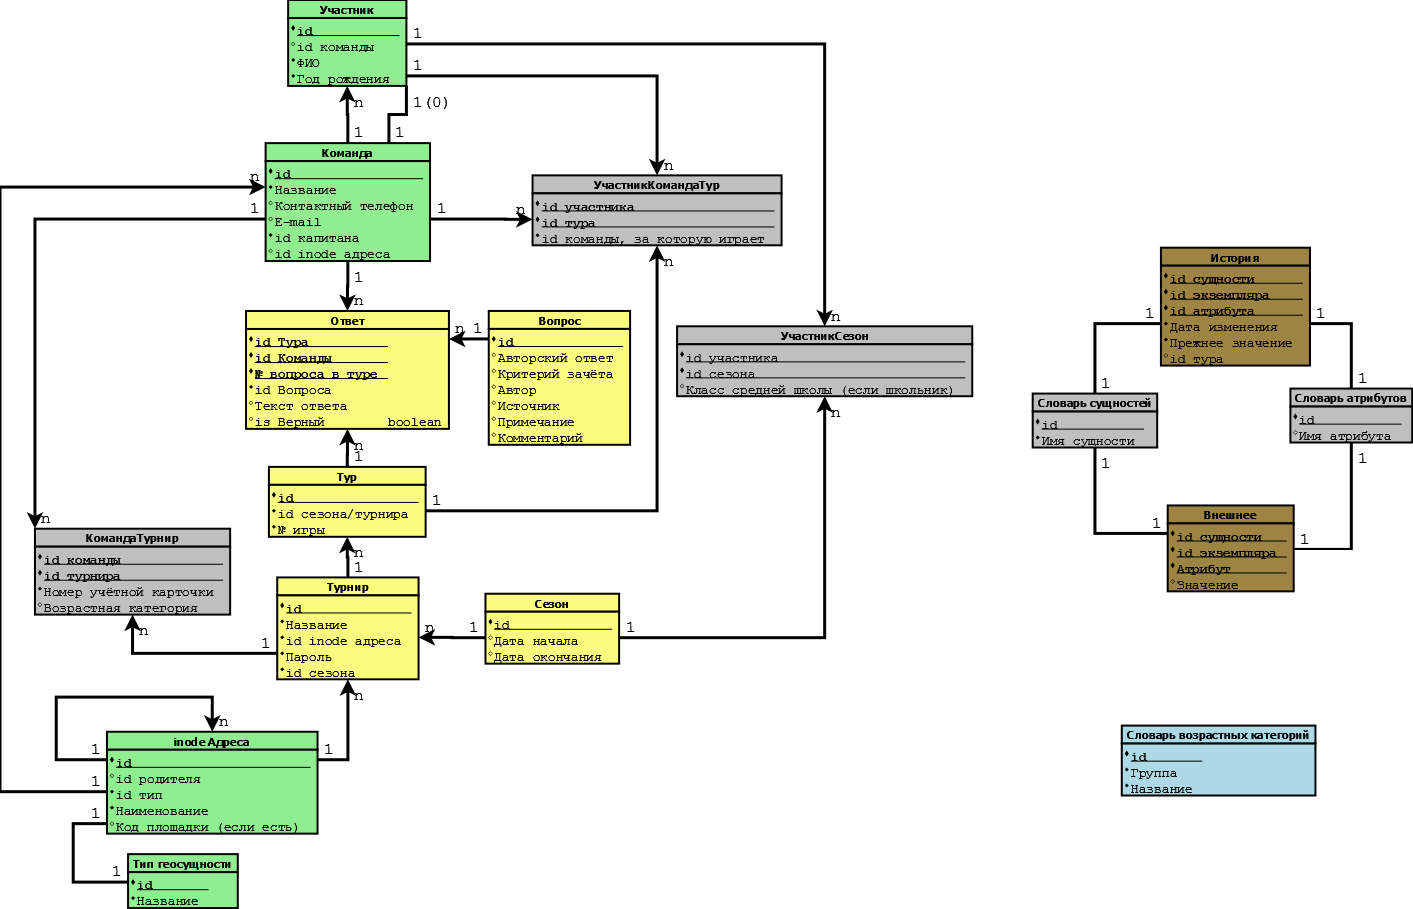 Участник
id
id команды
ФИО
Год рождения
1
1
1(0)
n
1
1
Команда
id
Название
Контактный телефон
E-mail
id капитана
id inode адреса
n
1
1
n
1
n
n
УчастникКомандаТур
id участника
id тура
id команды, за которую играет
n
Ответ
id Тура
id Команды
№ вопроса в туре
id Вопроса
Текст ответа
is Верный boolean
n 1
Вопрос
id
Авторский ответ
Критерий зачёта
Автор
Источник
Примечание
Комментарий
n
УчастникСезон
id участника
id сезона
Класс средней школы (если школьник)
n
n
1
Тур
id
id сезона/турнира
№ игры
1
n
1
n
КомандаТурнир
id команды
id турнира
Номер учётной карточки
Возрастная категория
n
1
Турнир
id
Название
id inode адреса
Пароль
id сезона
n
1
Сезон
id
Дата начала
Дата окончания
1
n
n
1
1
1
1
inode Адреса
id
id родителя
id тип
Наименование
Код площадки (если есть)
1
Тип геосущности
id
Название
История
id сущности
id экземпляра
id атрибута
Дата изменения
Прежнее значение
id тура
1
1
1
1
Словарь сущностей
id
Имя сущности
Словарь атрибутов
id
Имя атрибута
1
1
1
1
Внешнее
id сущности
id экземпляра
Атрибут
Значение
Словарь возрастных категорий
id
Группа
Название